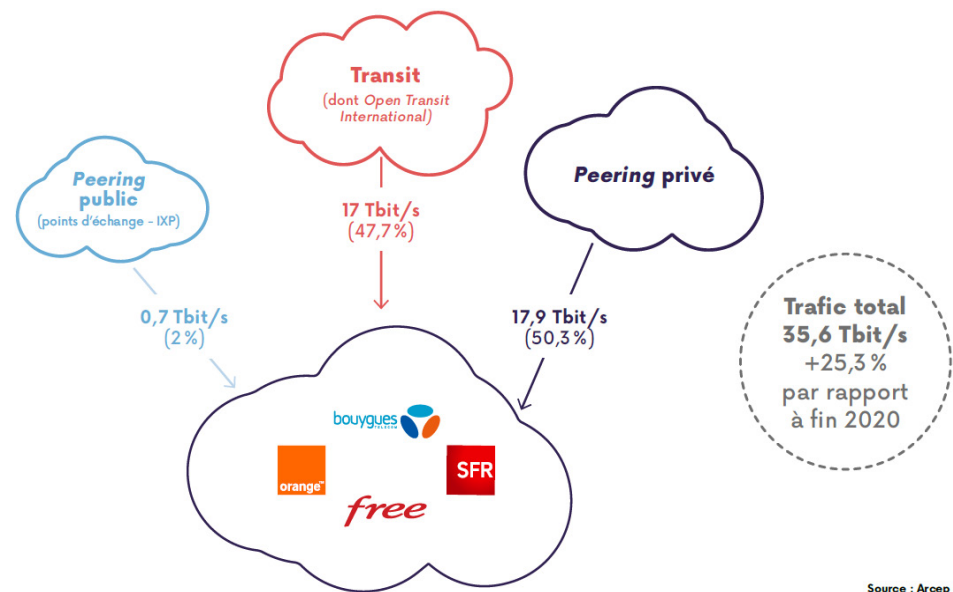 Transit
(dont Open Transit
International)
Peering
public
(points d'échange - IXP)
Peering privé
17 Tbit/s
(47,7%)
0,7 Tbit/s
(2%)
17,9 Tbit/s
(50,3%)
Trafic total
35,6 Tbit/s
+25,3%
par rapport
à fin 2020
bouygues
TELECOM
orange™
SFR
free
Source : Arcep